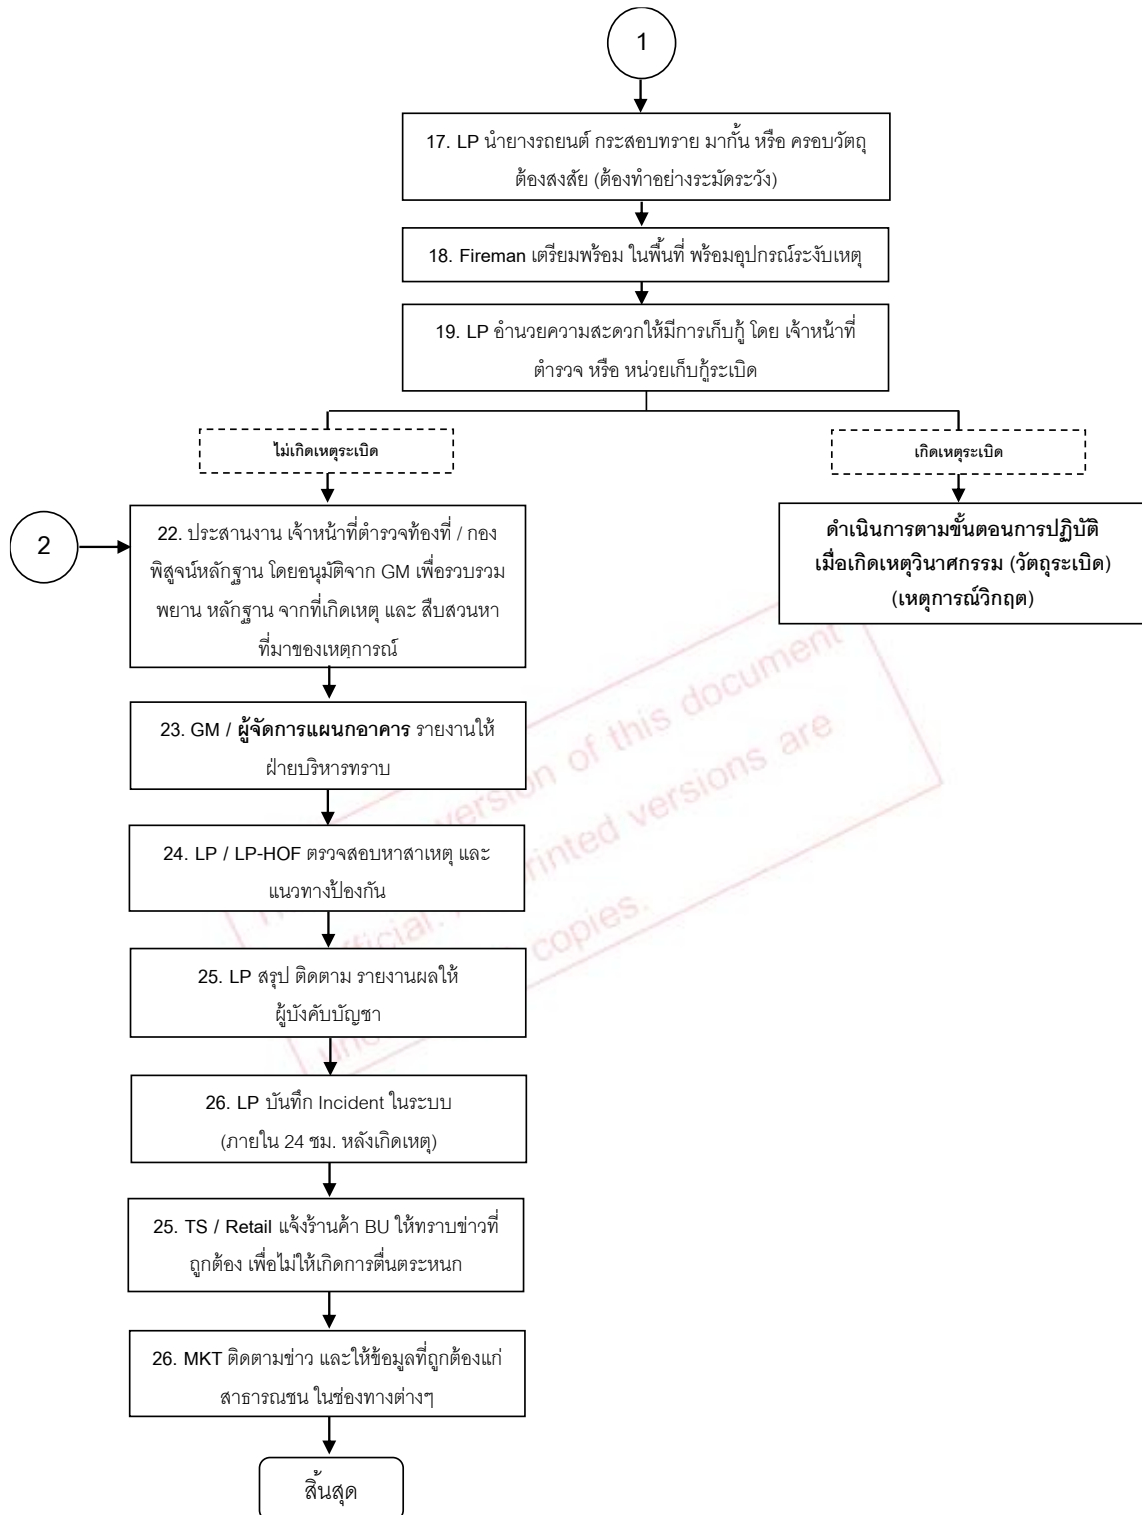 1
17. LP นำยางรถยนต์ กระสอบทราย มากั้น หรือ ครอบวัตถุ
ต้องสงสัย (ต้องทำอย่างระมัดระวัง)
18. Fireman เตรียมพร้อม ในพื้นที่ พร้อมอุปกรณ์ระงับเหตุ
19. LP อำนวยความสะดวกให้มีการเก็บกู้ โดย เจ้าหน้าที่
ตำรวจ หรือ หน่วยเก็บกู้ระเบิด
ไม่เกิดเหตุระเบิด
เกิดเหตุระเบิด
2
22. ประสานงาน เจ้าหน้าที่ตำรวจท้องที่ / กอง
พิสูจน์หลักฐาน โดยอนุมัติจาก GM เพื่อรวบรวม
พยาน หลักฐาน จากที่เกิดเหตุ และ สืบสวนหา
ที่มาของเหตุการณ์
ดำเนินการตามขั้นตอนการปฏิบัติ
เมื่อเกิดเหตุวินาศกรรม (วัตถุระเบิด)
(เหตุการณ์วิกฤต)
23. GM / ผู้จัดการแผนกอาคาร รายงานให้
ฝ่ายบริหารทราบ
24. LP / LP-HOF ตรวจสอบหาสาเหตุ และ
แนวทางป้องกัน
25. LP สรุป ติดตาม รายงานผลให้
ผู้บังคับบัญชา
26. LP บันทึก Incident ในระบบ
(ภายใน 24 ชม. หลังเกิดเหตุ)
25. TS / Retail แจ้งร้านค้า BU ให้ทราบข่าวที่
ถูกต้อง เพื่อไม่ให้เกิดการตื่นตระหนก
26. MKT ติดตามข่าว และให้ข้อมูลที่ถูกต้องแก่
สาธารณชน ในช่องทางต่างๆ
สิ้นสุด
version of this document
printed versions are
copies.